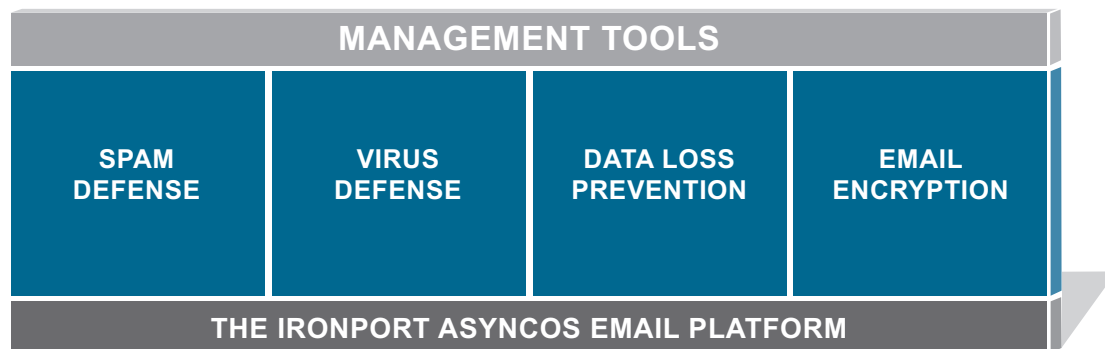 MANAGEMENT TOOLS
SPAM
DEFENSE
VIRUS
DEFENSE
DATA LOSS
PREVENTION
EMAIL
ENCRYPTION
THE IRONPORT ASYNCOS EMAIL PLATFORM